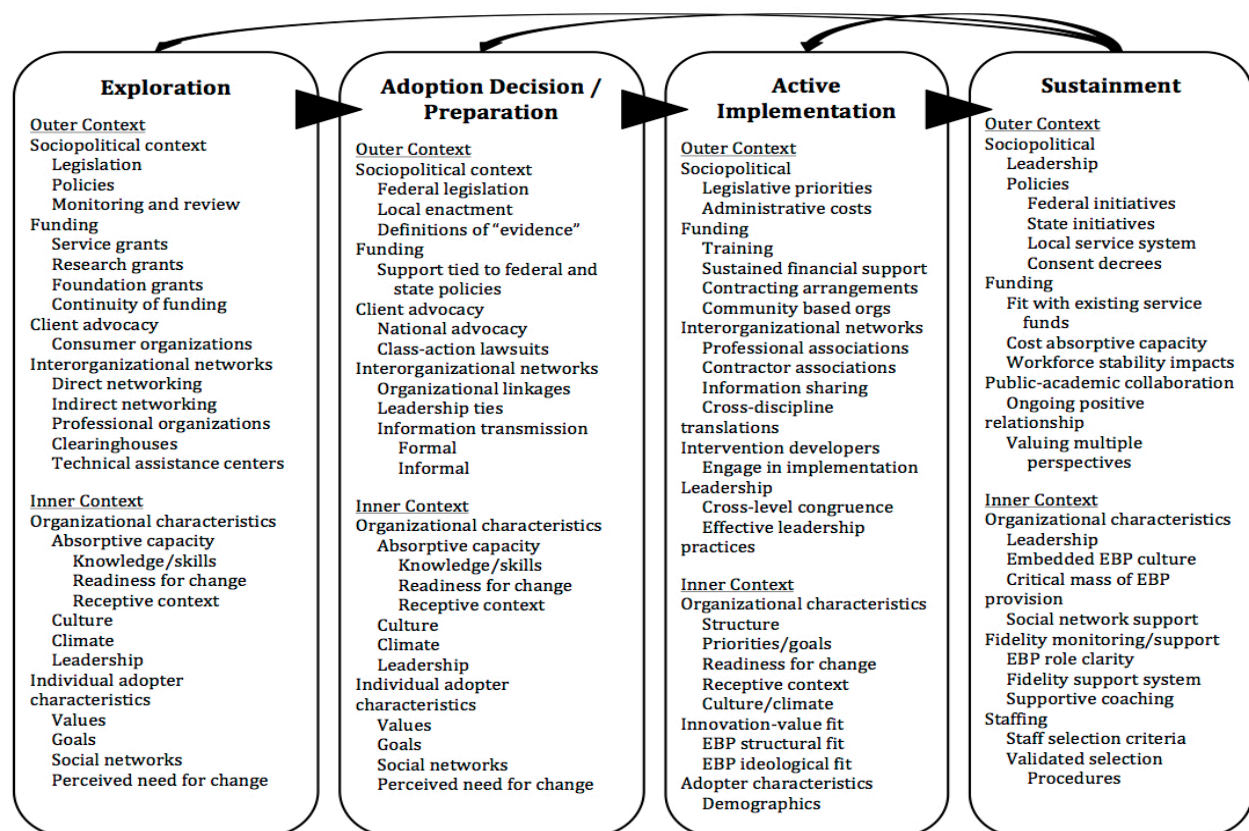 Exploration
Outer Context
Sociopolitical context
Legislation
Policies
Monitoring and review
Funding
Service grants
Research grants
Foundation grants
Continuity of funding
Client advocacy
Consumer organizations
Interorganizational networks
Direct networking
Indirect networking
Professional organizations
Clearinghouses
Technical assistance centers
Inner Context
Organizational characteristics
Absorptive capacity
Knowledge/skills
Readiness for change
Receptive context
Culture
Climate
Leadership
Individual adopter
characteristics
Values
Goals
Social networks
Perceived need for change
Adoption Decision /
Preparation
Outer Context
Sociopolitical context
Federal legislation
Local enactment
Definitions of “evidence”
Funding
Support tied to federal and
state policies
Client advocacy
National advocacy
Class-action lawsuits
Interorganizational networks
Organizational linkages
Leadership ties
Information transmission
Formal
Informal
Inner Context
Organizational characteristics
Absorptive capacity
Knowledge/skills
Readiness for change
Receptive context
Culture
Climate
Leadership
Individual adopter
characteristics
Values
Goals
Social networks
Perceived need for change
Active
Implementation
Outer Context
Sociopolitical
Legislative priorities
Administrative costs
Funding
Training
Sustained financial support
Contracting arrangements
Community based orgs
Interorganizational networks
Professional associations
Contractor associations
Information sharing
Cross-discipline
translations
Intervention developers
Engage in implementation
Leadership
Cross-level congruence
Effective leadership
practices
Inner Context
Organizational characteristics
Structure
Priorities/goals
Readiness for change
Receptive context
Culture/climate
Innovation-value fit
EBP structural fit
EBP ideological fit
Adopter characteristics
Demographics
Sustainment
Outer Context
Sociopolitical
Leadership
Policies
Federal initiatives
State initiatives
Local service system
Consent decrees
Funding
Fit with existing service
funds
Cost absorptive capacity
Workforce stability impacts
Public-academic collaboration
Ongoing positive
relationship
Valuing multiple
perspectives
Inner Context
Organizational characteristics
Leadership
Embedded EBP culture
Critical mass of EBP
provision
Social network support
Fidelity monitoring/support
EBP role clarity
Fidelity support system
Supportive coaching
Staffing
Staff selection criteria
Validated selection
Procedures